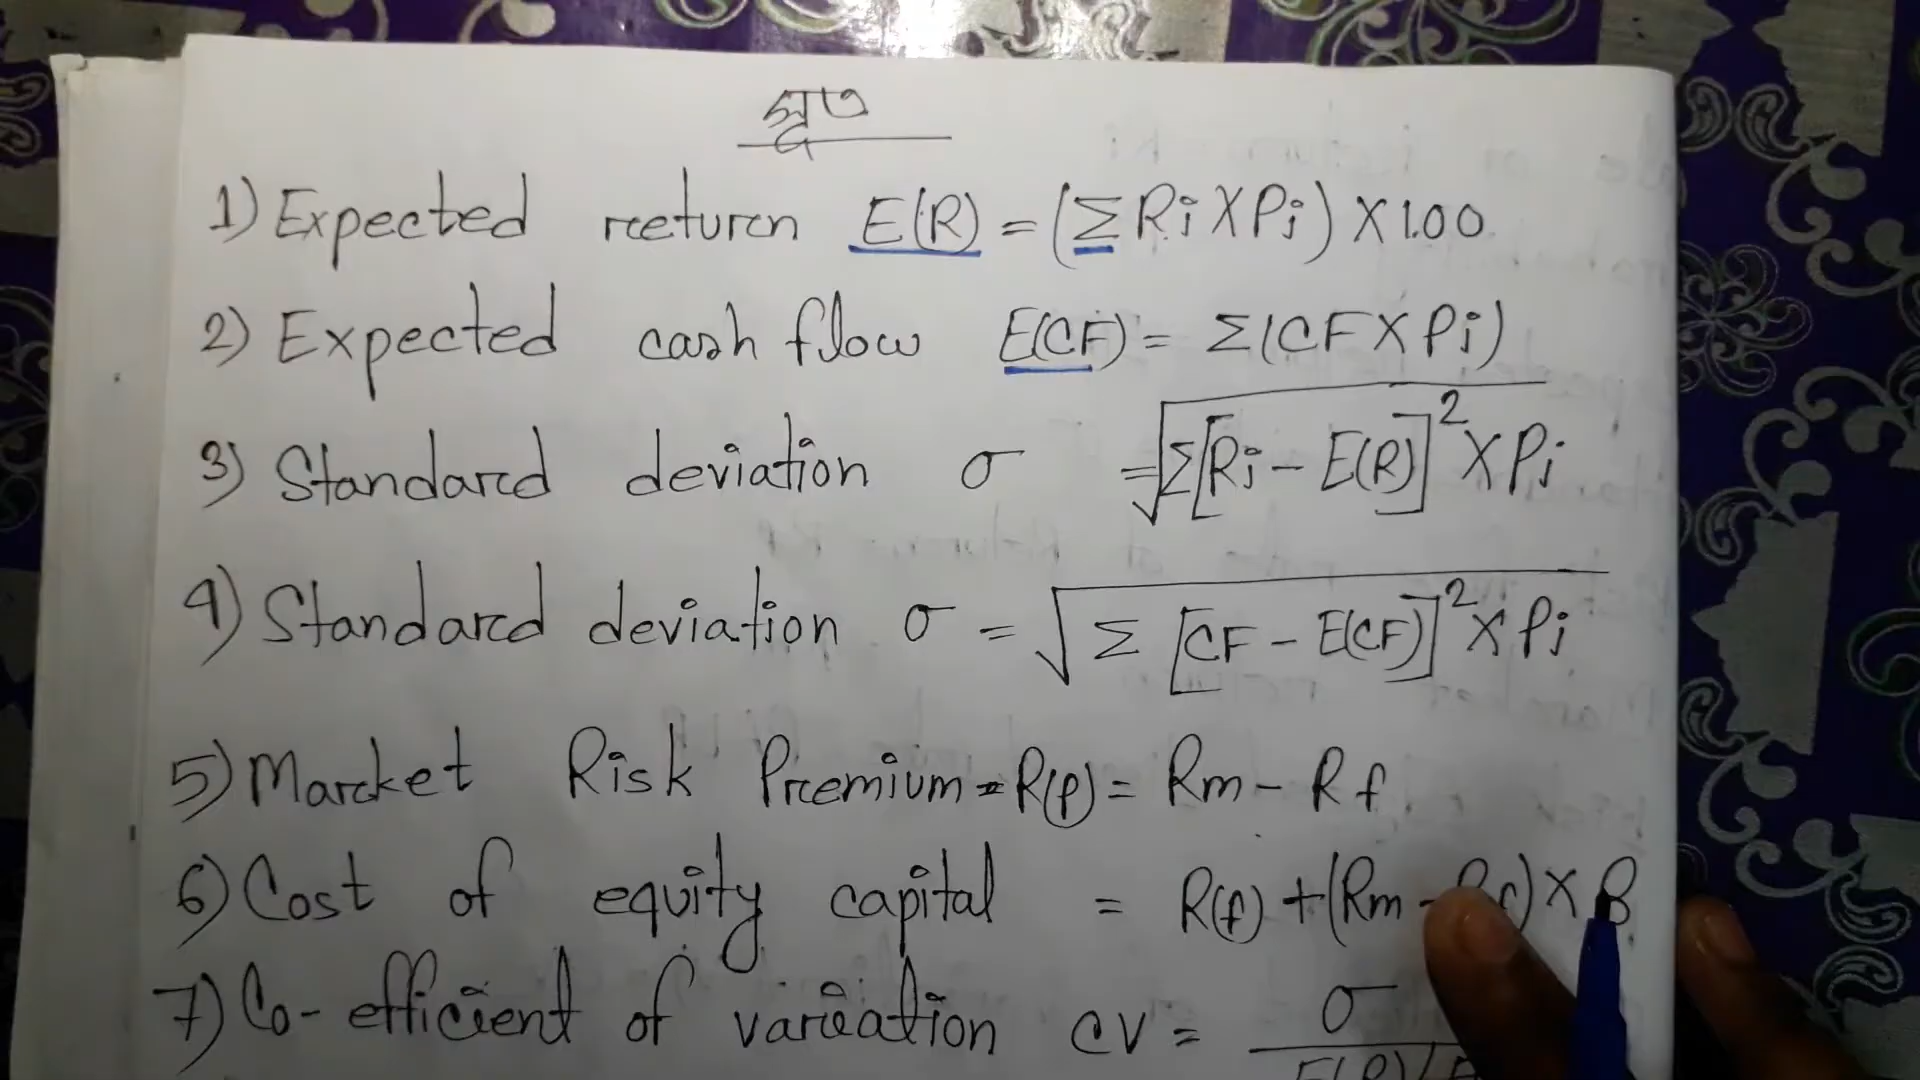 সূত্র
1) Expected return E(R) = (Σ Ri X Pi) X 100
2) Expected cash flow E(CF) = Σ(CF X Pi)
3) Standard deviation σ = √Σ[Ri - E(R)]² X Pi
4) Standard deviation σ = √Σ [CF - E(CF)]² X Pi
5) Market Risk Premium = R(p) = Rm - Rf
6) Cost of equity capital = R(f) + (Rm - Rf) X β
7) Co-efficient of variation CV = σ